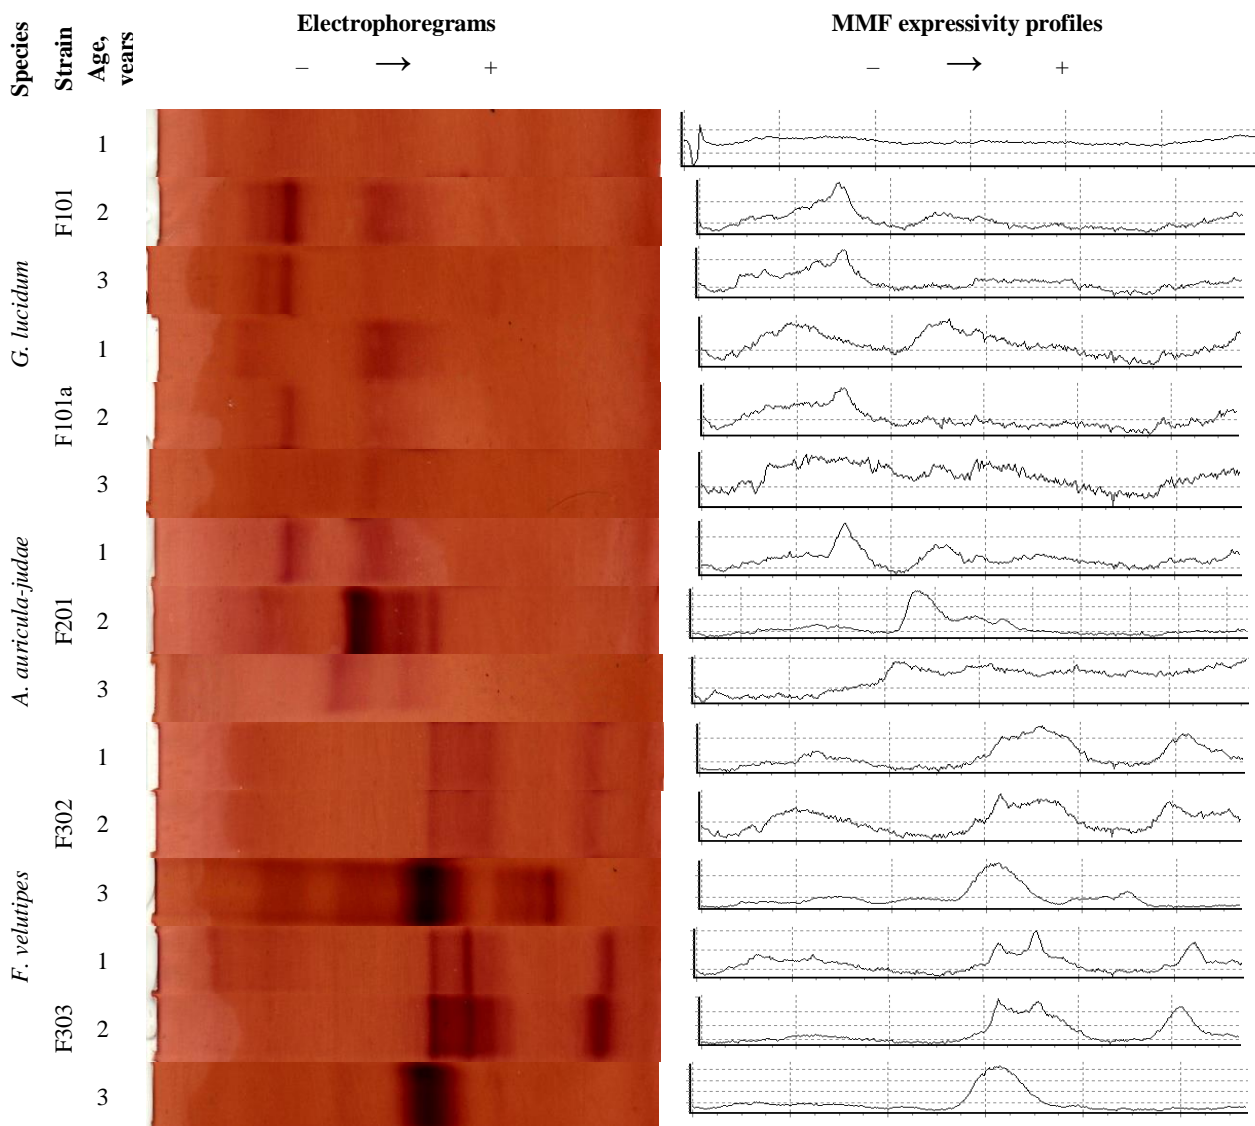 Electrophoregrams
MMF expressivity profiles
Species
Strain
Age,
years
– → +
– → +
G. lucidum
F101
1
2
3
F101a
1
2
3
A. auricula-judae
F201
1
2
3
F. velutipes
F302
1
2
3
F303
1
2
3